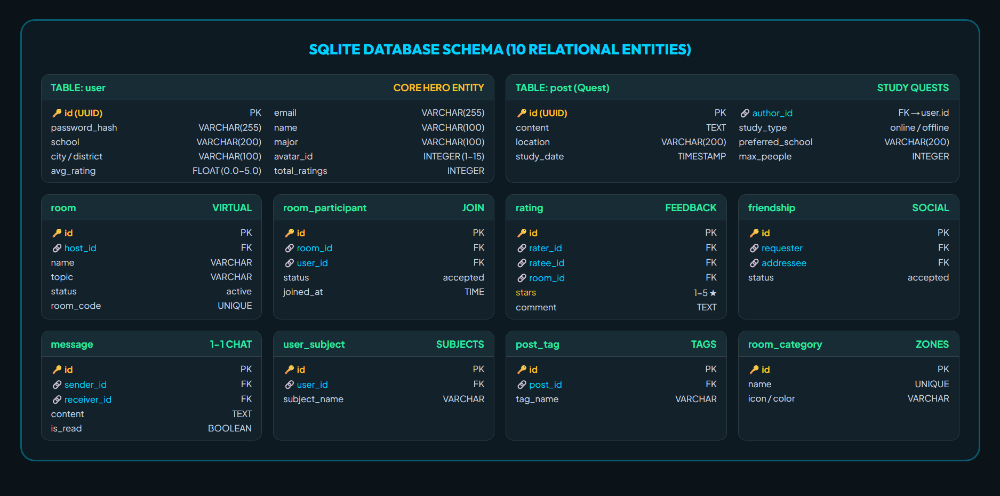 SQLITE DATABASE SCHEMA (10 RELATIONAL ENTITIES)
TABLE: user CORE HERO ENTITY
id (UUID) PK email VARCHAR(255)
password_hash VARCHAR(255) name VARCHAR(100)
school VARCHAR(200) major VARCHAR(100)
city / district VARCHAR(100) avatar_id INTEGER (1–15)
avg_rating FLOAT (0.0–5.0) total_ratings INTEGER
TABLE: post (Quest) STUDY QUESTS
id (UUID) PK author_id FK → user.id
content TEXT study_type online / offline
location VARCHAR(200) preferred_school VARCHAR(200)
study_date TIMESTAMP max_people INTEGER
room VIRTUAL
id PK
host_id FK
name VARCHAR
topic VARCHAR
status active
room_code UNIQUE
room_participant JOIN
id PK
room_id FK
user_id FK
status accepted
joined_at TIME
rating FEEDBACK
id PK
rater_id FK
ratee_id FK
room_id FK
stars 1–5 ★
comment TEXT
friendship SOCIAL
id PK
requester FK
addressee FK
status accepted
message 1–1 CHAT
id PK
sender_id FK
receiver_id FK
content TEXT
is_read BOOLEAN
user_subject SUBJECTS
id PK
user_id FK
subject_name VARCHAR
post_tag TAGS
id PK
post_id FK
tag_name VARCHAR
room_category ZONES
id PK
name UNIQUE
icon / color VARCHAR